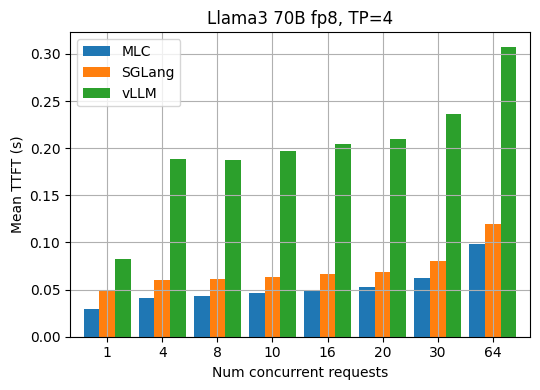 Llama3 70B fp8, TP=4
MLC
SGLang
vLLM
Mean TTFT (s)
0.30
0.25
0.20
0.15
0.10
0.05
0.00
1 4 8 10 16 20 30 64
Num concurrent requests